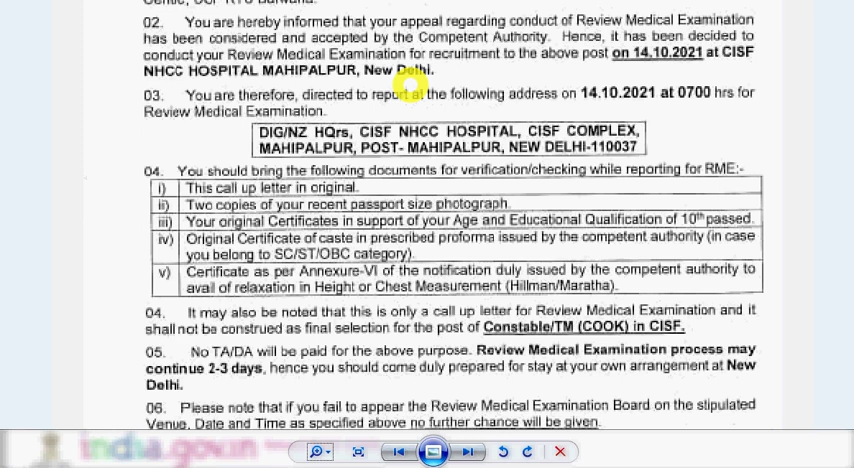 02. You are hereby informed that your appeal regarding conduct of Review Medical Examination
has been considered and accepted by the Competent Authority. Hence, it has been decided to
conduct your Review Medical Examination for recruitment to the above post on 14.10.2021 at CISF
NHCC HOSPITAL MAHIPALPUR, New Delhi.
03. You are therefore, directed to report at the following address on 14.10.2021 at 0700 hrs for
Review Medical Examination.
DIG/NZ HQrs, CISF NHCC HOSPITAL, CISF COMPLEX,
MAHIPALPUR, POST- MAHIPALPUR, NEW DELHI-110037
04. You should bring the following documents for verification/checking while reporting for RME:-
i) This call up letter in original.
ii) Two copies of your recent passport size photograph.
iii) Your original Certificates in support of your Age and Educational Qualification of 10th passed.
iv) Original Certificate of caste in prescribed proforma issued by the competent authority (in case
you belong to SC/ST/OBC category).
v) Certificate as per Annexure-VI of the notification duly issued by the competent authority to
avail of relaxation in Height or Chest Measurement (Hillman/Maratha).
04. It may also be noted that this is only a call up letter for Review Medical Examination and it
shall not be construed as final selection for the post of Constable/TM (COOK) in CISF.
05. No TA/DA will be paid for the above purpose. Review Medical Examination process may
continue 2-3 days, hence you should come duly prepared for stay at your own arrangement at New
Delhi.
06. Please note that if you fail to appear the Review Medical Examination Board on the stipulated
Venue, Date and Time as specified above no further chance will be given.
india.gov.in